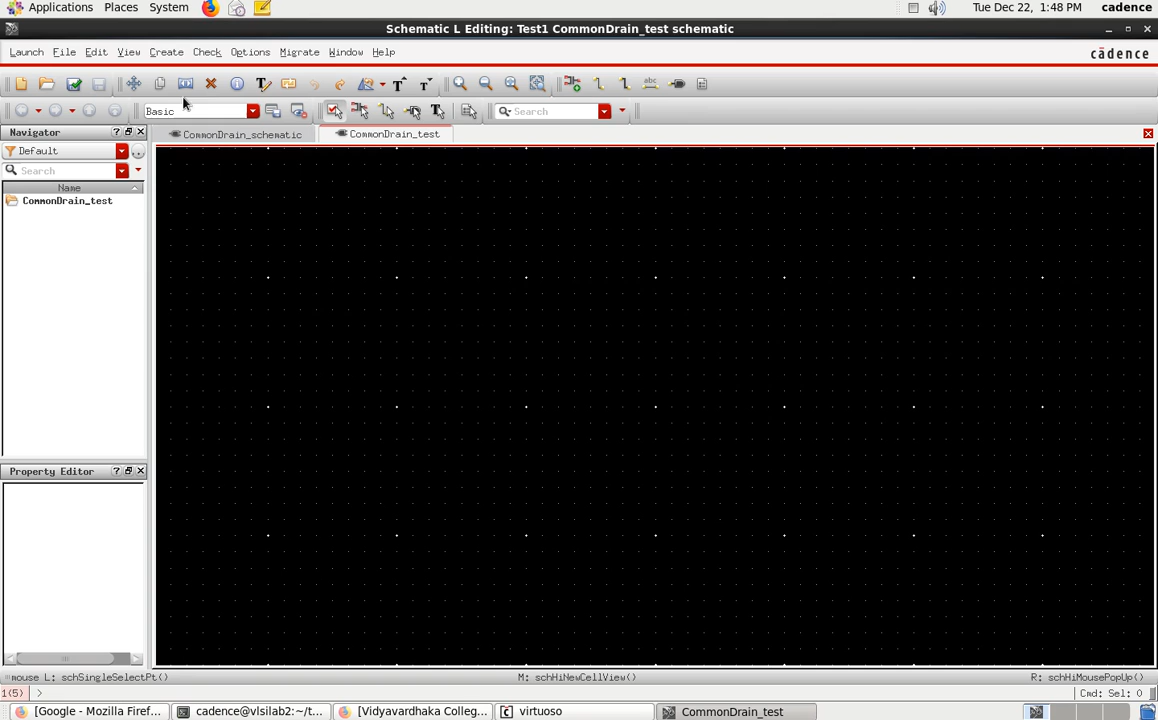 Applications Places System Tue Dec 22, 1:48 PM cadence
Schematic L Editing: Test1 CommonDrain_test schematic
Launch File Edit View Create Check Options Migrate Window Help cādence
Basic Search
Navigator CommonDrain_schematic CommonDrain_test
Default
Search
Name
CommonDrain_test
Property Editor
mouse L: schSingleSelectPt() M: schHiNewCellView() R: schHiMousePopUp()
1(5) > Cmd: Sel: 0
[Google - Mozilla Firef... cadence@vlsilab2:~/t... [Vidyavardhaka Colleg... virtuoso CommonDrain_test